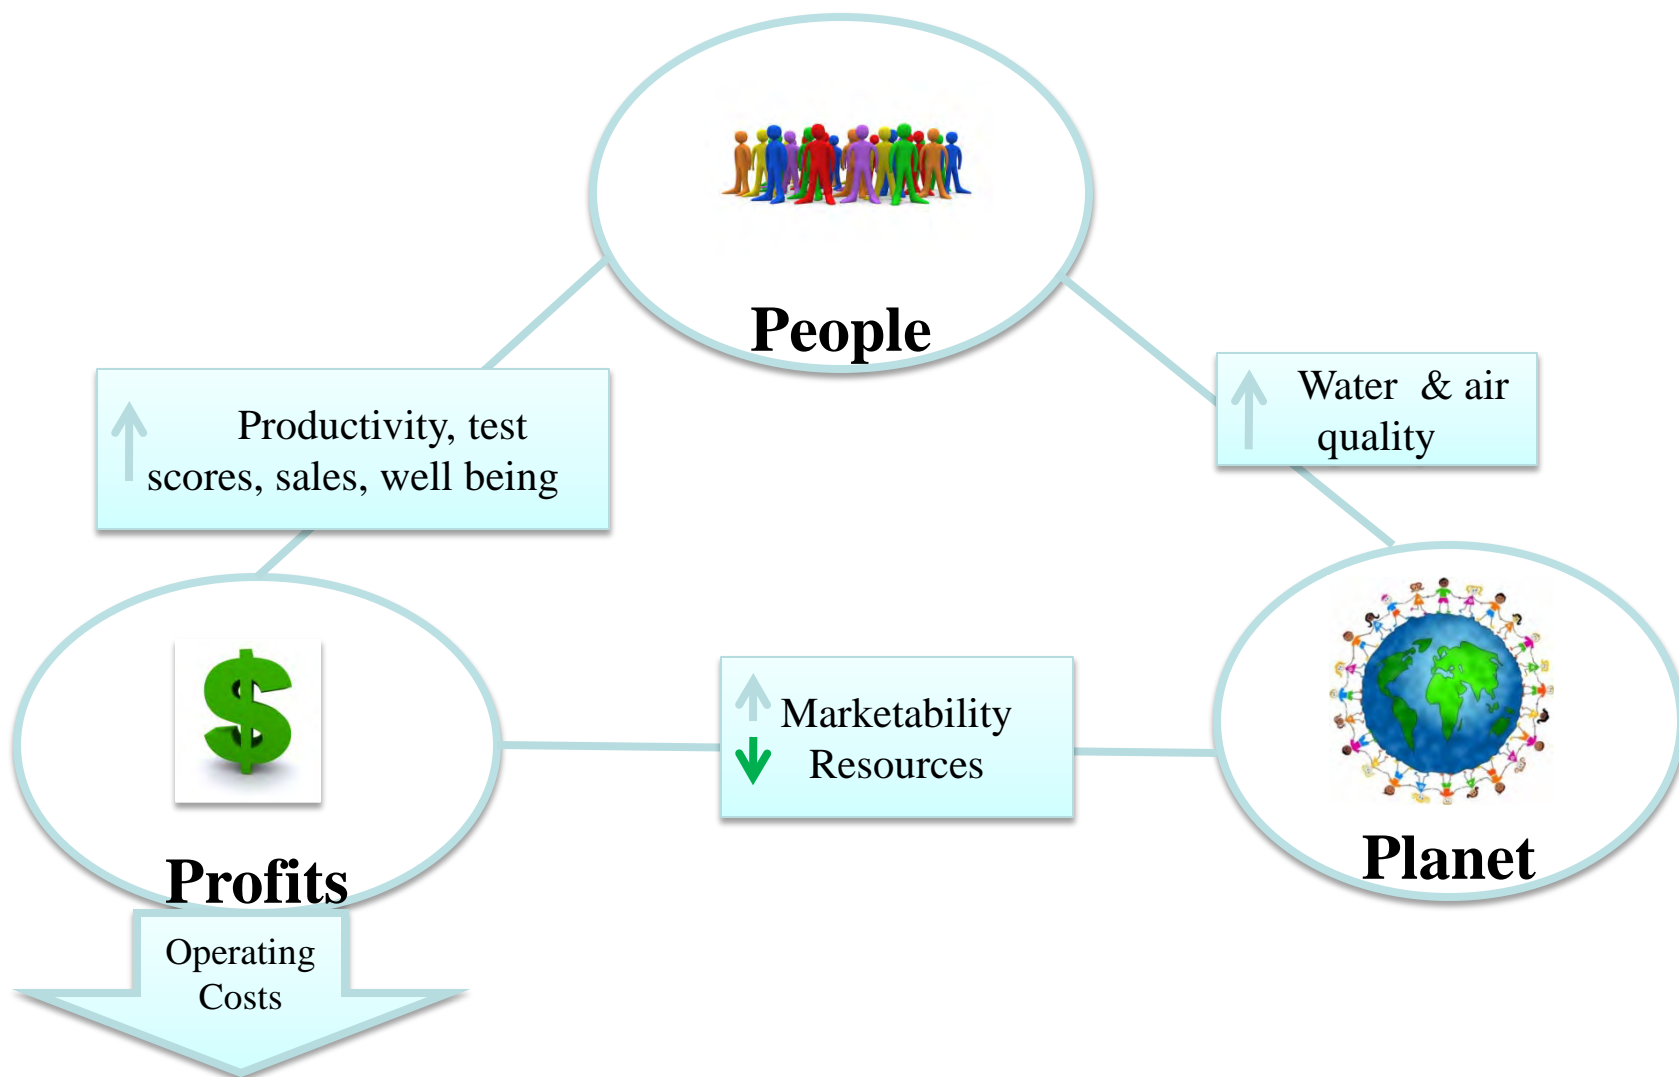 People
Productivity, test
scores, sales, well being
Water & air
quality
Marketability
Resources
Profits
Planet
Operating
Costs